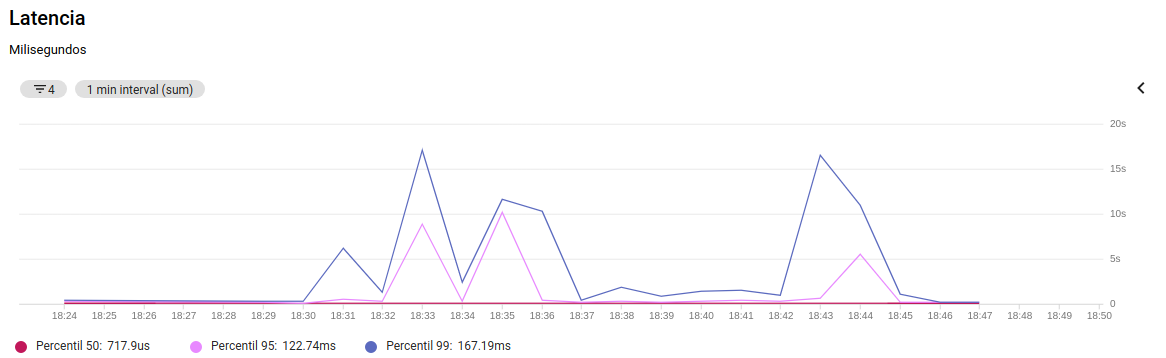 Latencia
Milisegundos
4
1 min interval (sum)
20s
15s
10s
5s
0
18:24 18:25 18:26 18:27 18:28 18:29 18:30 18:31 18:32 18:33 18:34 18:35 18:36 18:37 18:38 18:39 18:40 18:41 18:42 18:43 18:44 18:45 18:46 18:47 18:48 18:49 18:50
Percentil 50: 717.9us Percentil 95: 122.74ms Percentil 99: 167.19ms